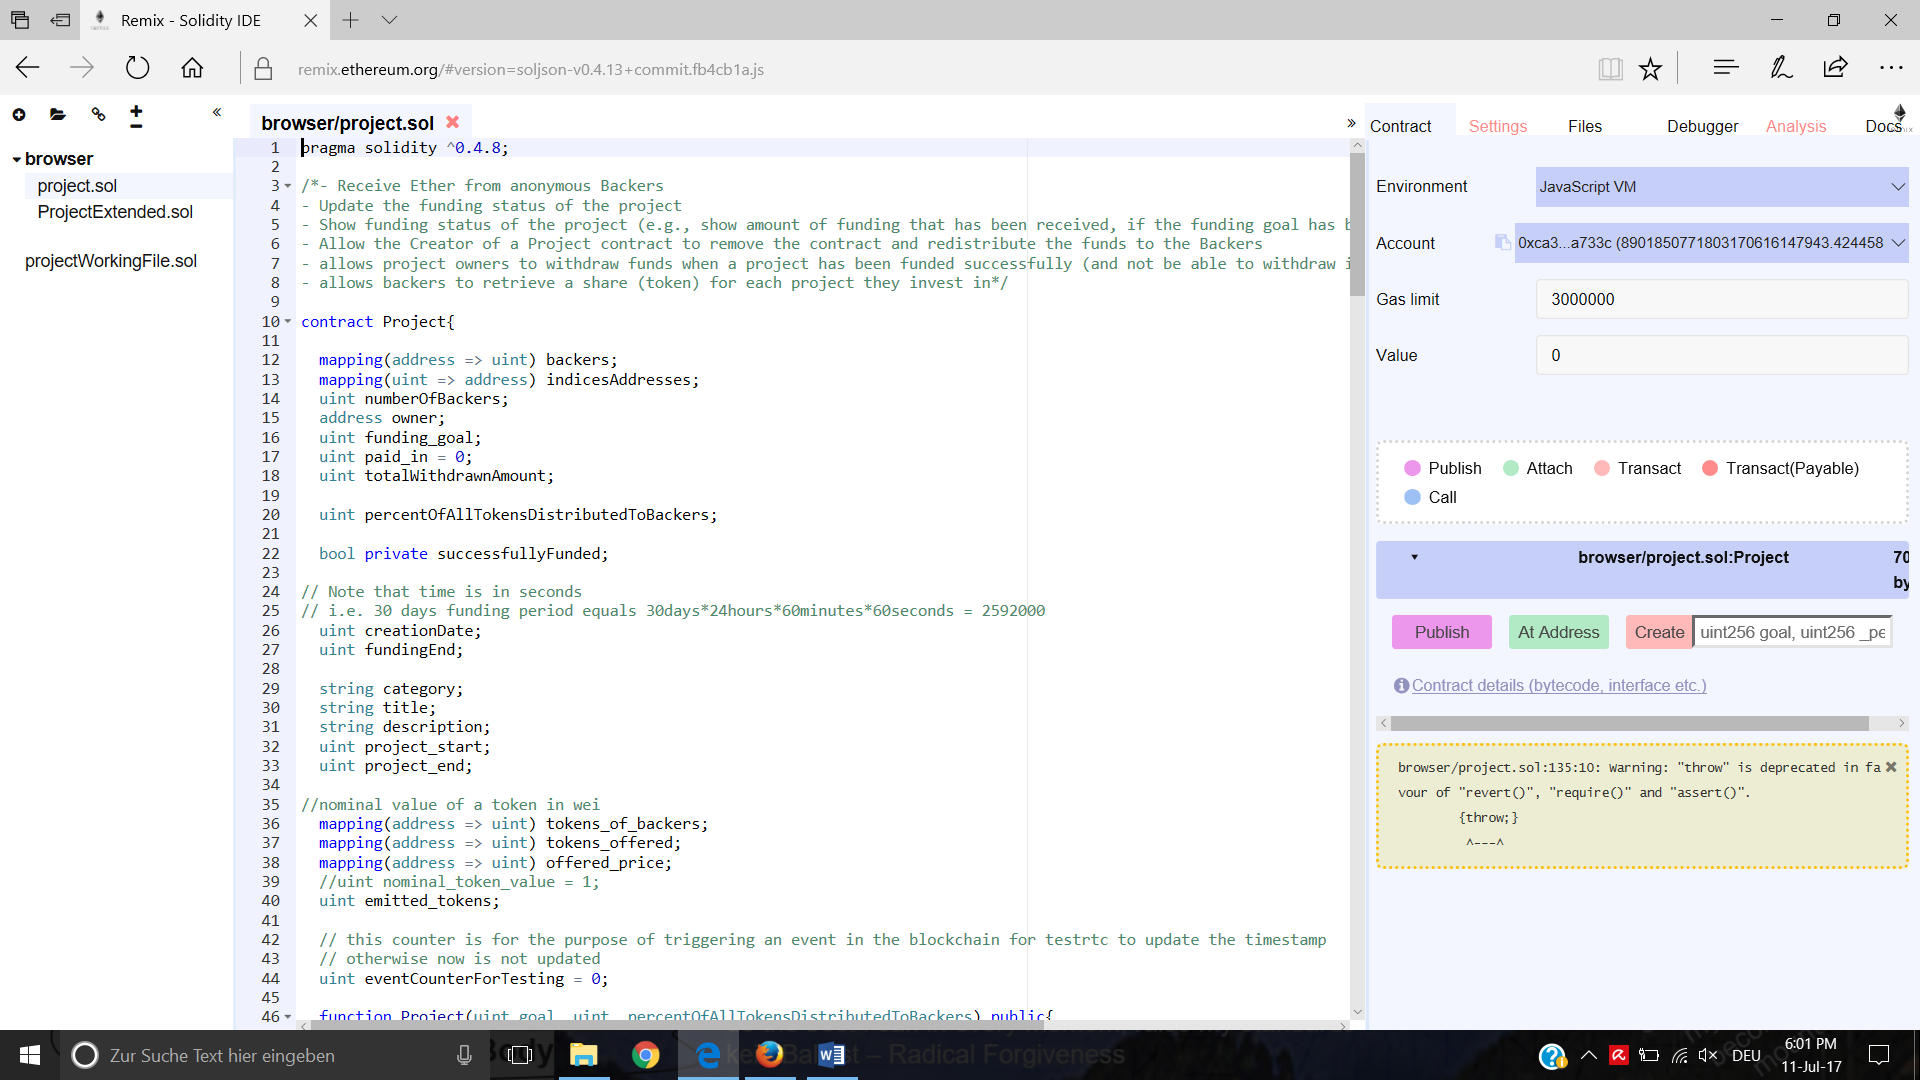 Remix - Solidity IDE
remix.ethereum.org/#version=soljson-v0.4.13+commit.fb4cb1a.js
browser
project.sol
ProjectExtended.sol
projectWorkingFile.sol
browser/project.sol
1 pragma solidity ^0.4.8;
2
3 /*- Receive Ether from anonymous Backers
4 - Update the funding status of the project
5 - Show funding status of the project (e.g., show amount of funding that has been received, if the funding goal has b
6 - Allow the Creator of a Project contract to remove the contract and redistribute the funds to the Backers
7 - allows project owners to withdraw funds when a project has been funded successfully (and not be able to withdraw i
8 - allows backers to retrieve a share (token) for each project they invest in*/
9
10 contract Project{
11
12 mapping(address => uint) backers;
13 mapping(uint => address) indicesAddresses;
14 uint numberOfBackers;
15 address owner;
16 uint funding_goal;
17 uint paid_in = 0;
18 uint totalWithdrawnAmount;
19
20 uint percentOfAllTokensDistributedToBackers;
21
22 bool private successfullyFunded;
23
24 // Note that time is in seconds
25 // i.e. 30 days funding period equals 30days*24hours*60minutes*60seconds = 2592000
26 uint creationDate;
27 uint fundingEnd;
28
29 string category;
30 string title;
31 string description;
32 uint project_start;
33 uint project_end;
34
35 //nominal value of a token in wei
36 mapping(address => uint) tokens_of_backers;
37 mapping(address => uint) tokens_offered;
38 mapping(address => uint) offered_price;
39 //uint nominal_token_value = 1;
40 uint emitted_tokens;
41
42 // this counter is for the purpose of triggering an event in the blockchain for testrtc to update the timestamp
43 // otherwise now is not updated
44 uint eventCounterForTesting = 0;
45
46 function Project(uint goal, uint _percentOfAllTokensDistributedToBackers) public{
Contract Settings Files Debugger Analysis Docs
Environment JavaScript VM
Account 0xca3...a733c (8901850771803170616147943.424458
Gas limit 3000000
Value 0
Publish Attach Transact Transact(Payable)
Call
browser/project.sol:Project 70
by
Publish At Address Create uint256 goal, uint256 _pe
Contract details (bytecode, interface etc.)
browser/project.sol:135:10: Warning: "throw" is deprecated in fa
vour of "revert()", "require()" and "assert()".
{throw;}
^---^
Zur Suche Text hier eingeben
Body
– Radical Forgiveness
DEU
6:01 PM
11-Jul-17